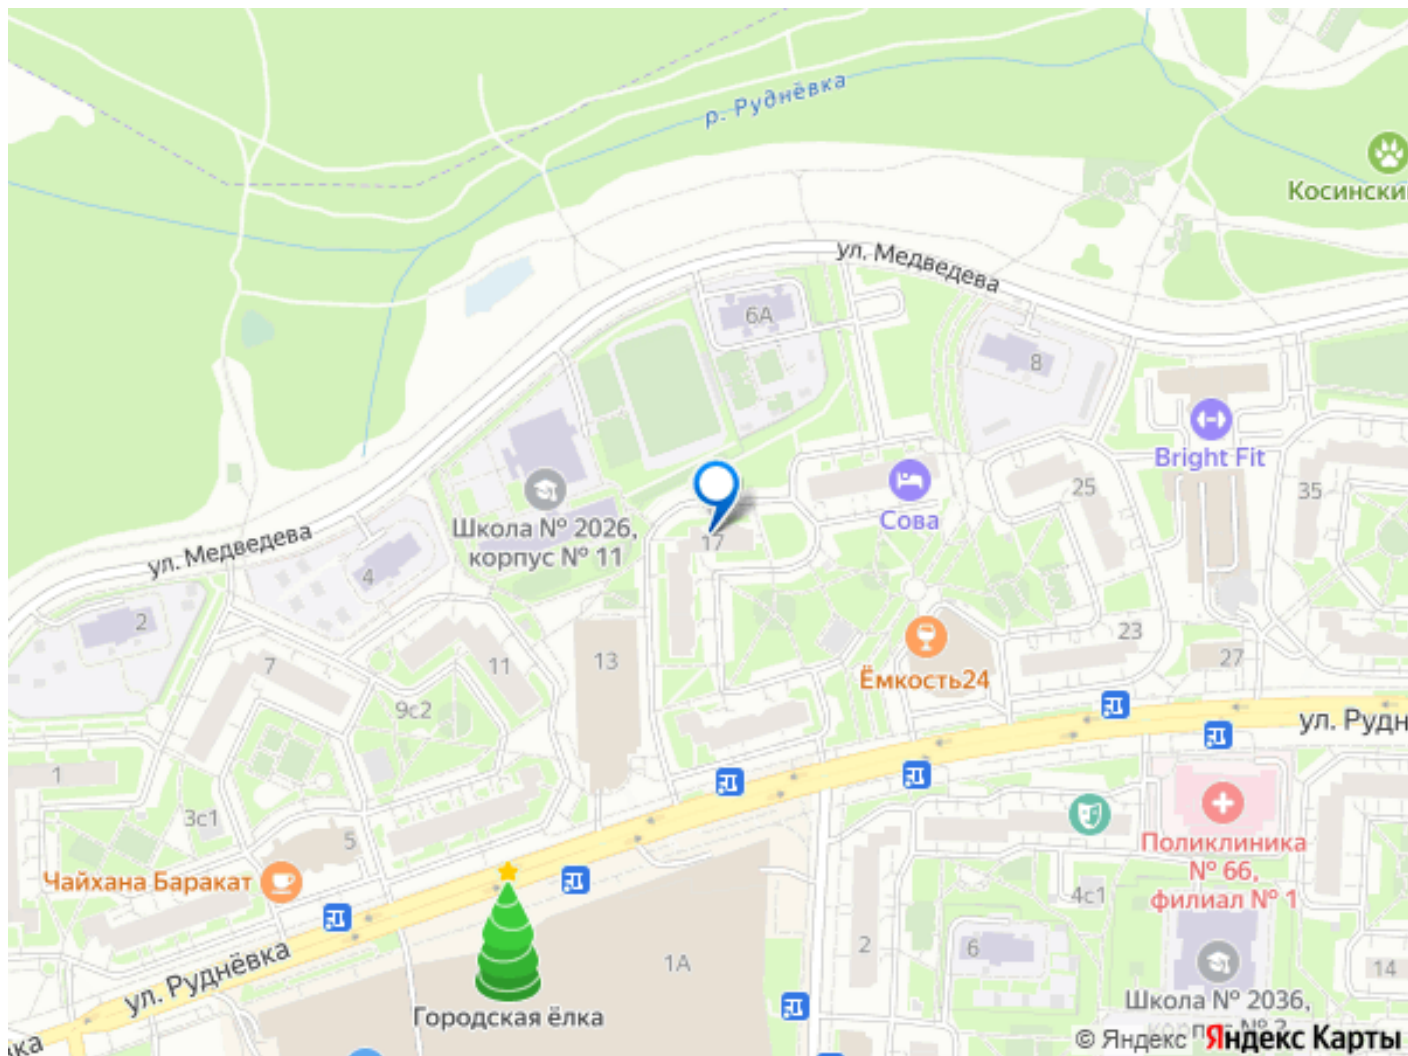 р. Руднёвка
Косински
ул. Медведева
6А
8
Bright Fit
25
35
Сова
Школа № 2026,
корпус № 11
17
ул. Медведева
4
2
7
11
13
9с2
23
27
Ёмкость24
ул. Рудн
1
3с1
5
Чайхана Баракат
Поликлиника
№ 66,
филиал № 1
4с1
2
6
1А
14
ул. Руднёвка
Городская ёлка
Школа № 2036,
ка
© Яндекс Яндекс Карты